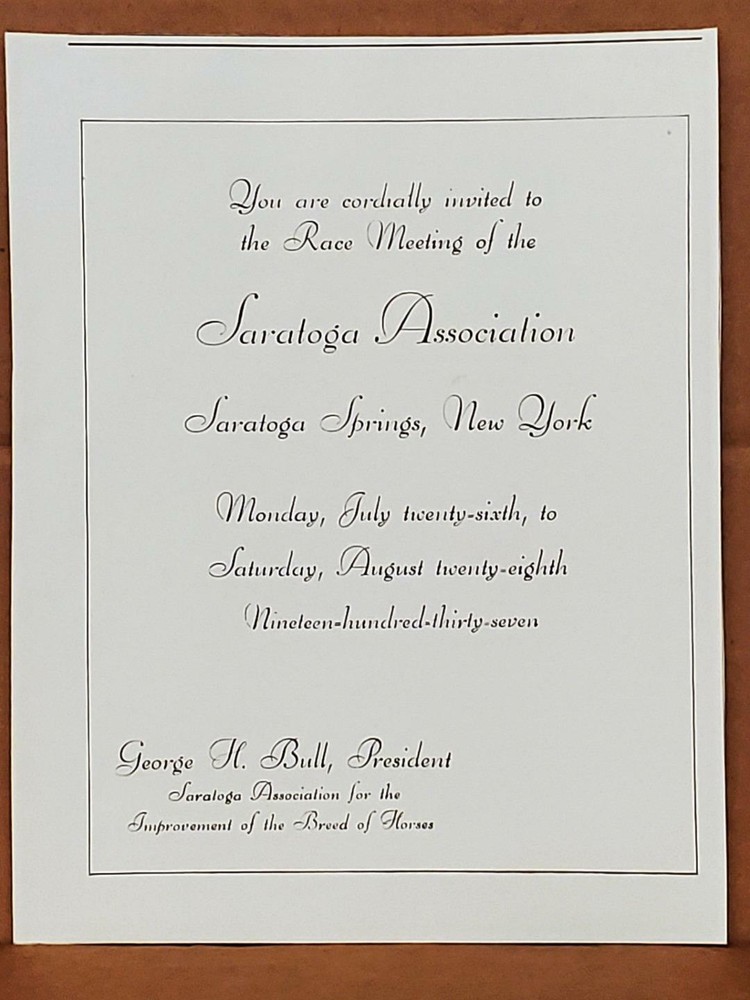 You are cordially invited to
the Race Meeting of the
Saratoga Association
Saratoga Springs, New York
Monday, July twenty-sixth, to
Saturday, August twenty-eighth
Nineteen-hundred-thirty-seven
George H. Bull, President
Saratoga Association for the
Improvement of the Breed of Horses